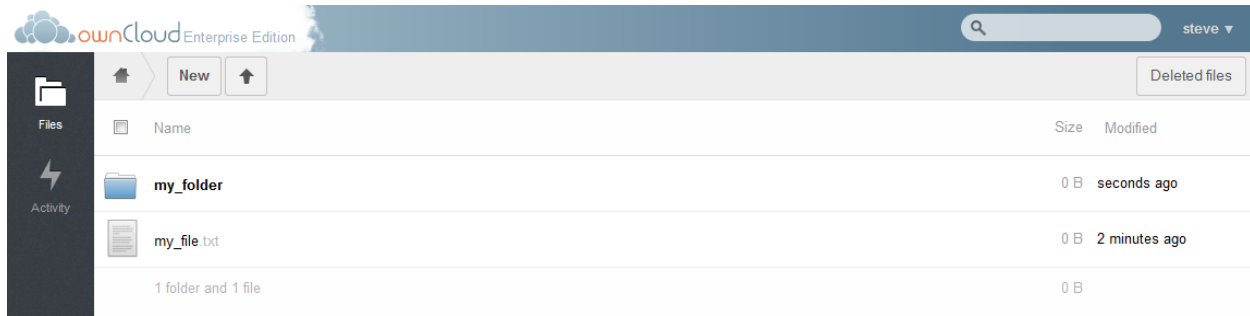 ownCloud Enterprise Edition
steve
New
Deleted files
Files
Name Size Modified
my_folder 0 B seconds ago
Activity
my_file.txt 0 B 2 minutes ago
1 folder and 1 file 0 B